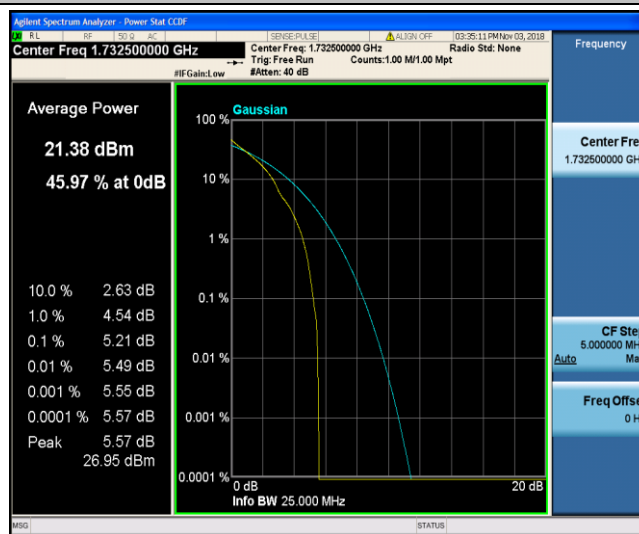 Agilent Spectrum Analyzer - Power Stat CCDF
RL RF 50 Ω AC SENSE:PULSE ALIGN OFF 03:35:11 PM Nov 03, 2018
Center Freq 1.732500000 GHz
Center Freq: 1.732500000 GHz Radio Std: None
Trig: Free Run Counts:1.00 M/1.00 Mpt
#IFGain:Low #Atten: 40 dB
Frequency
Average Power
21.38 dBm
45.97 % at 0dB
10.0 % 2.63 dB
1.0 % 4.54 dB
0.1 % 5.21 dB
0.01 % 5.49 dB
0.001 % 5.55 dB
0.0001 % 5.57 dB
Peak 5.57 dB
26.95 dBm
Gaussian
100 %
10 %
1 %
0.1 %
0.01 %
0.001 %
0.0001 %
0 dB 20 dB
Info BW 25.000 MHz
Center Fre
1.732500000 GH
CF Ste
5.000000 MH
Auto Ma
Freq Offse
0 H
MSG STATUS